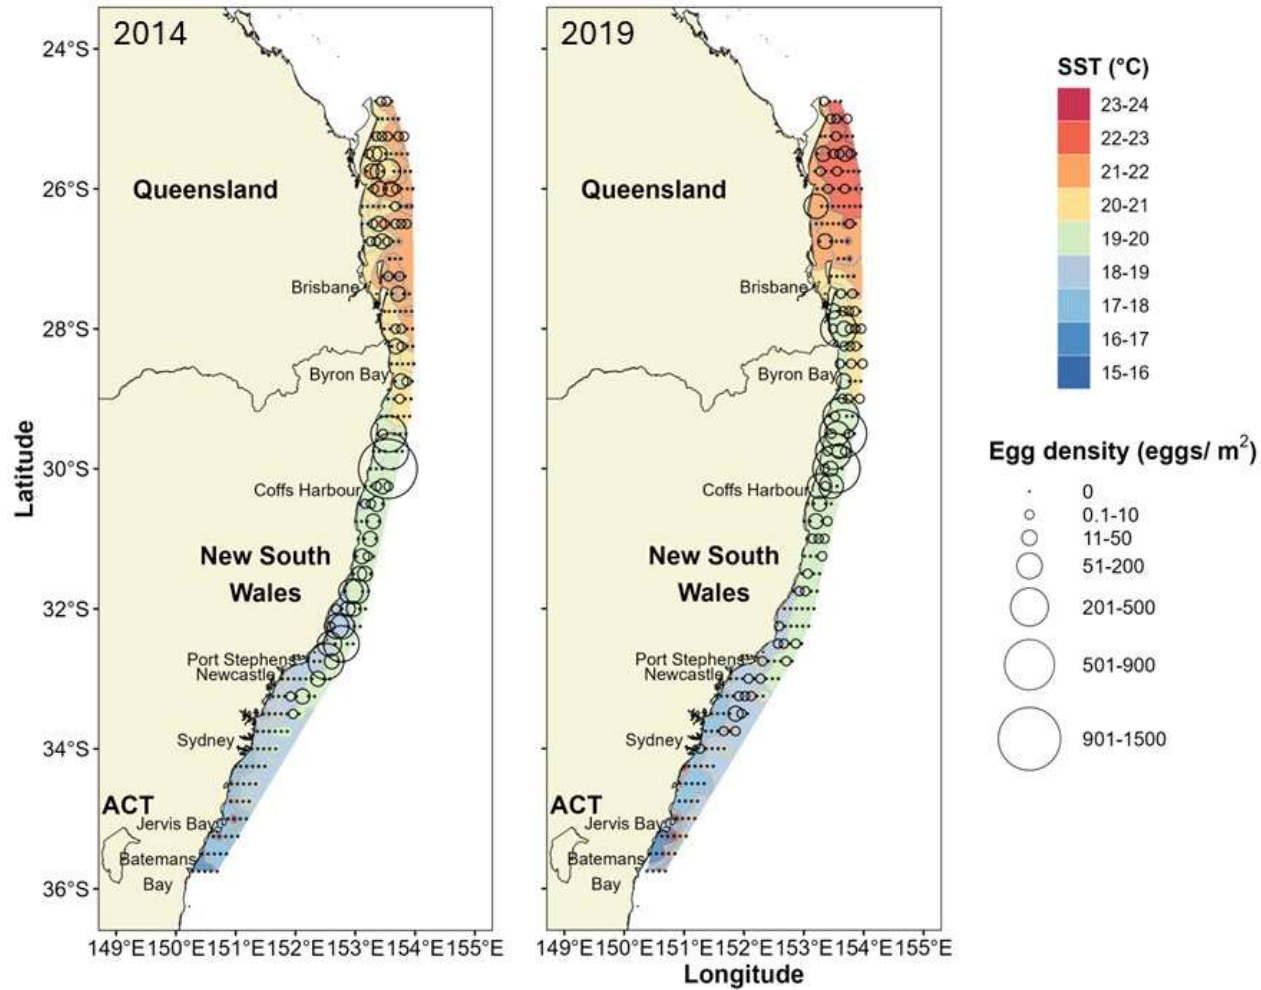 2014
2019
24°S
26°S
28°S
30°S
32°S
34°S
36°S
Latitude
Queensland
Brisbane
Byron Bay
Coffs Harbour
New South
Wales
Port Stephens
Newcastle
Sydney
ACT
Jervis Bay
Batemans
Bay
149°E 150°E 151°E 152°E 153°E 154°E 155°E
Queensland
Brisbane
Byron Bay
Coffs Harbour
New South
Wales
Port Stephens
Newcastle
Sydney
ACT
Jervis Bay
Batemans
Bay
149°E 150°E 151°E 152°E 153°E 154°E 155°E
Longitude
SST (°C)
23-24
22-23
21-22
20-21
19-20
18-19
17-18
16-17
15-16
Egg density (eggs/ m²)
0
0.1-10
11-50
51-200
201-500
501-900
901-1500